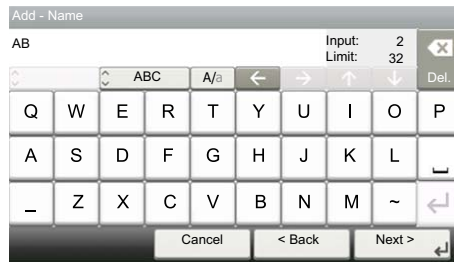 Add - Name
AB Input: 2
Limit: 32
ABC A/a ← → ↑ ↓ Del.
Q W E R T Y U I O P
A S D F G H J K L
_ Z X C V B N M ~
Cancel < Back Next >